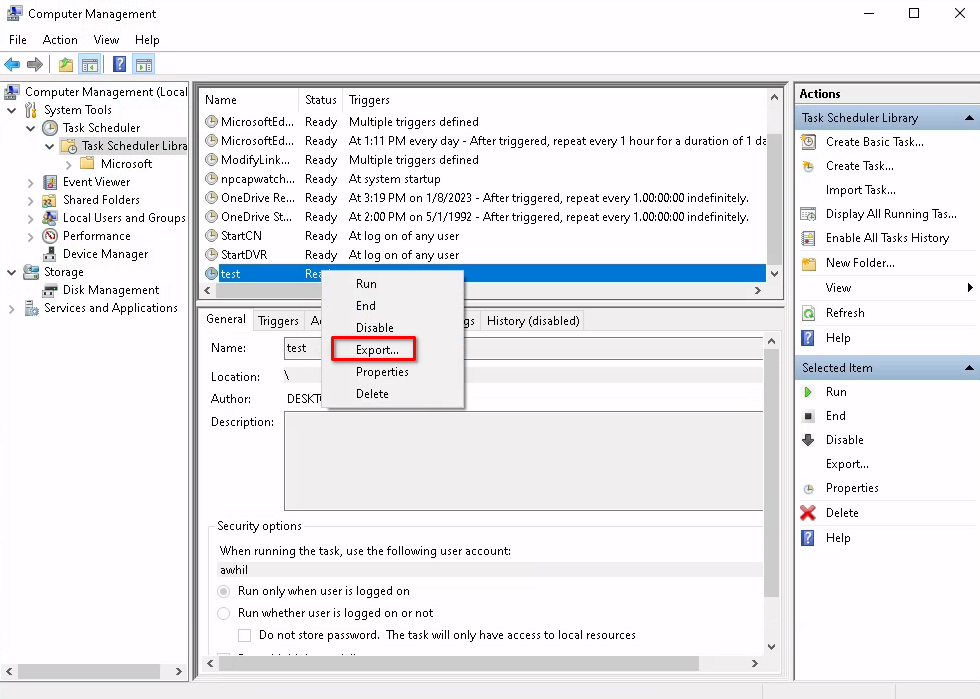 Computer Management
File Action View Help
Computer Management (Local
System Tools
Task Scheduler
Task Scheduler Libra
Microsoft
Event Viewer
Shared Folders
Local Users and Groups
Performance
Device Manager
Storage
Disk Management
Services and Applications
Name Status Triggers
MicrosoftEd... Ready Multiple triggers defined
MicrosoftEd... Ready At 1:11 PM every day - After triggered, repeat every 1 hour for a duration of 1 da
ModifyLink... Ready Multiple triggers defined
npcapwatch... Ready At system startup
OneDrive Re... Ready At 3:19 PM on 1/8/2023 - After triggered, repeat every 1.00:00:00 indefinitely.
OneDrive St... Ready At 2:00 PM on 5/1/1992 - After triggered, repeat every 1.00:00:00 indefinitely.
StartCN Ready At log on of any user
StartDVR Ready At log on of any user
test Rea
Run
End
Disable
Export...
Properties
Delete
General Triggers Ac gs History (disabled)
Name: test
Location: \
Author: DESKT
Description:
Security options
When running the task, use the following user account:
awhil
Run only when user is logged on
Run whether user is logged on or not
Do not store password. The task will only have access to local resources
Actions
Task Scheduler Library
Create Basic Task...
Create Task...
Import Task...
Display All Running Tas...
Enable All Tasks History
New Folder...
View
Refresh
Help
Selected Item
Run
End
Disable
Export...
Properties
Delete
Help